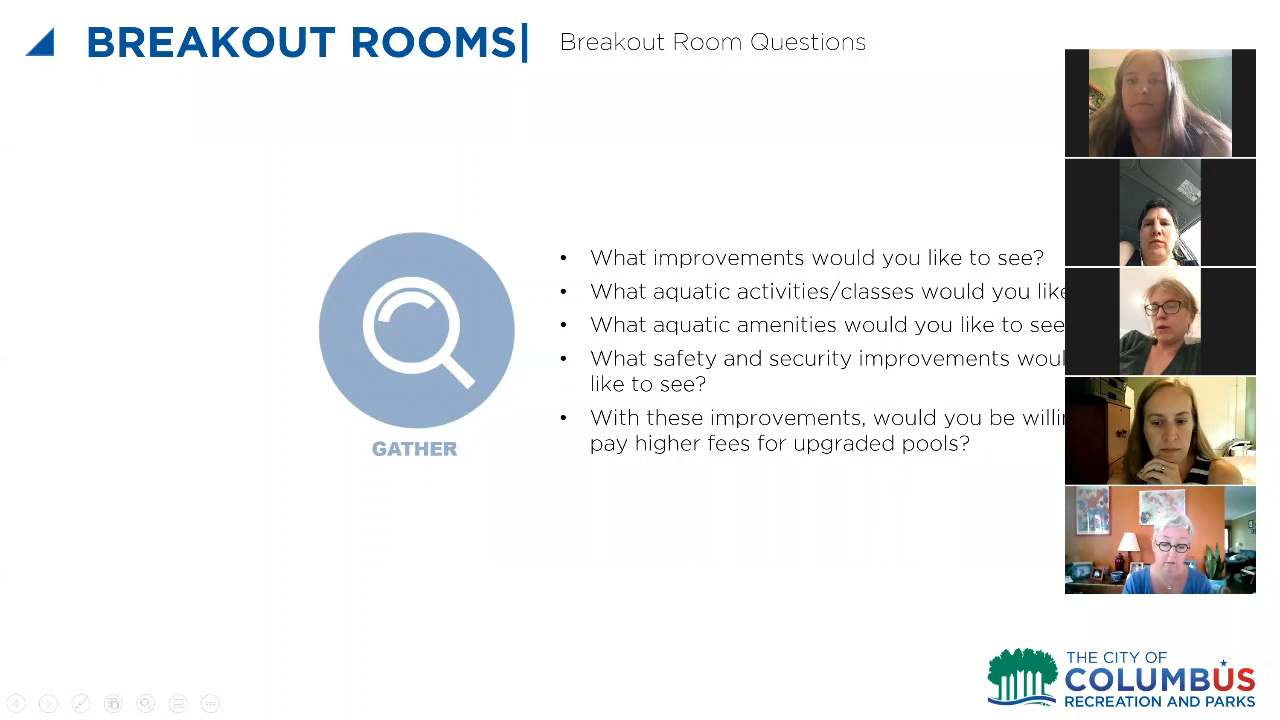 BREAKOUT ROOMS|
Breakout Room Questions
• What improvements would you like to see?
• What aquatic activities/classes would you like
• What aquatic amenities would you like to see
• What safety and security improvements woul
like to see?
• With these improvements, would you be willin
pay higher fees for upgraded pools?
GATHER
THE CITY OF
COLUMBUS
RECREATION AND PARKS